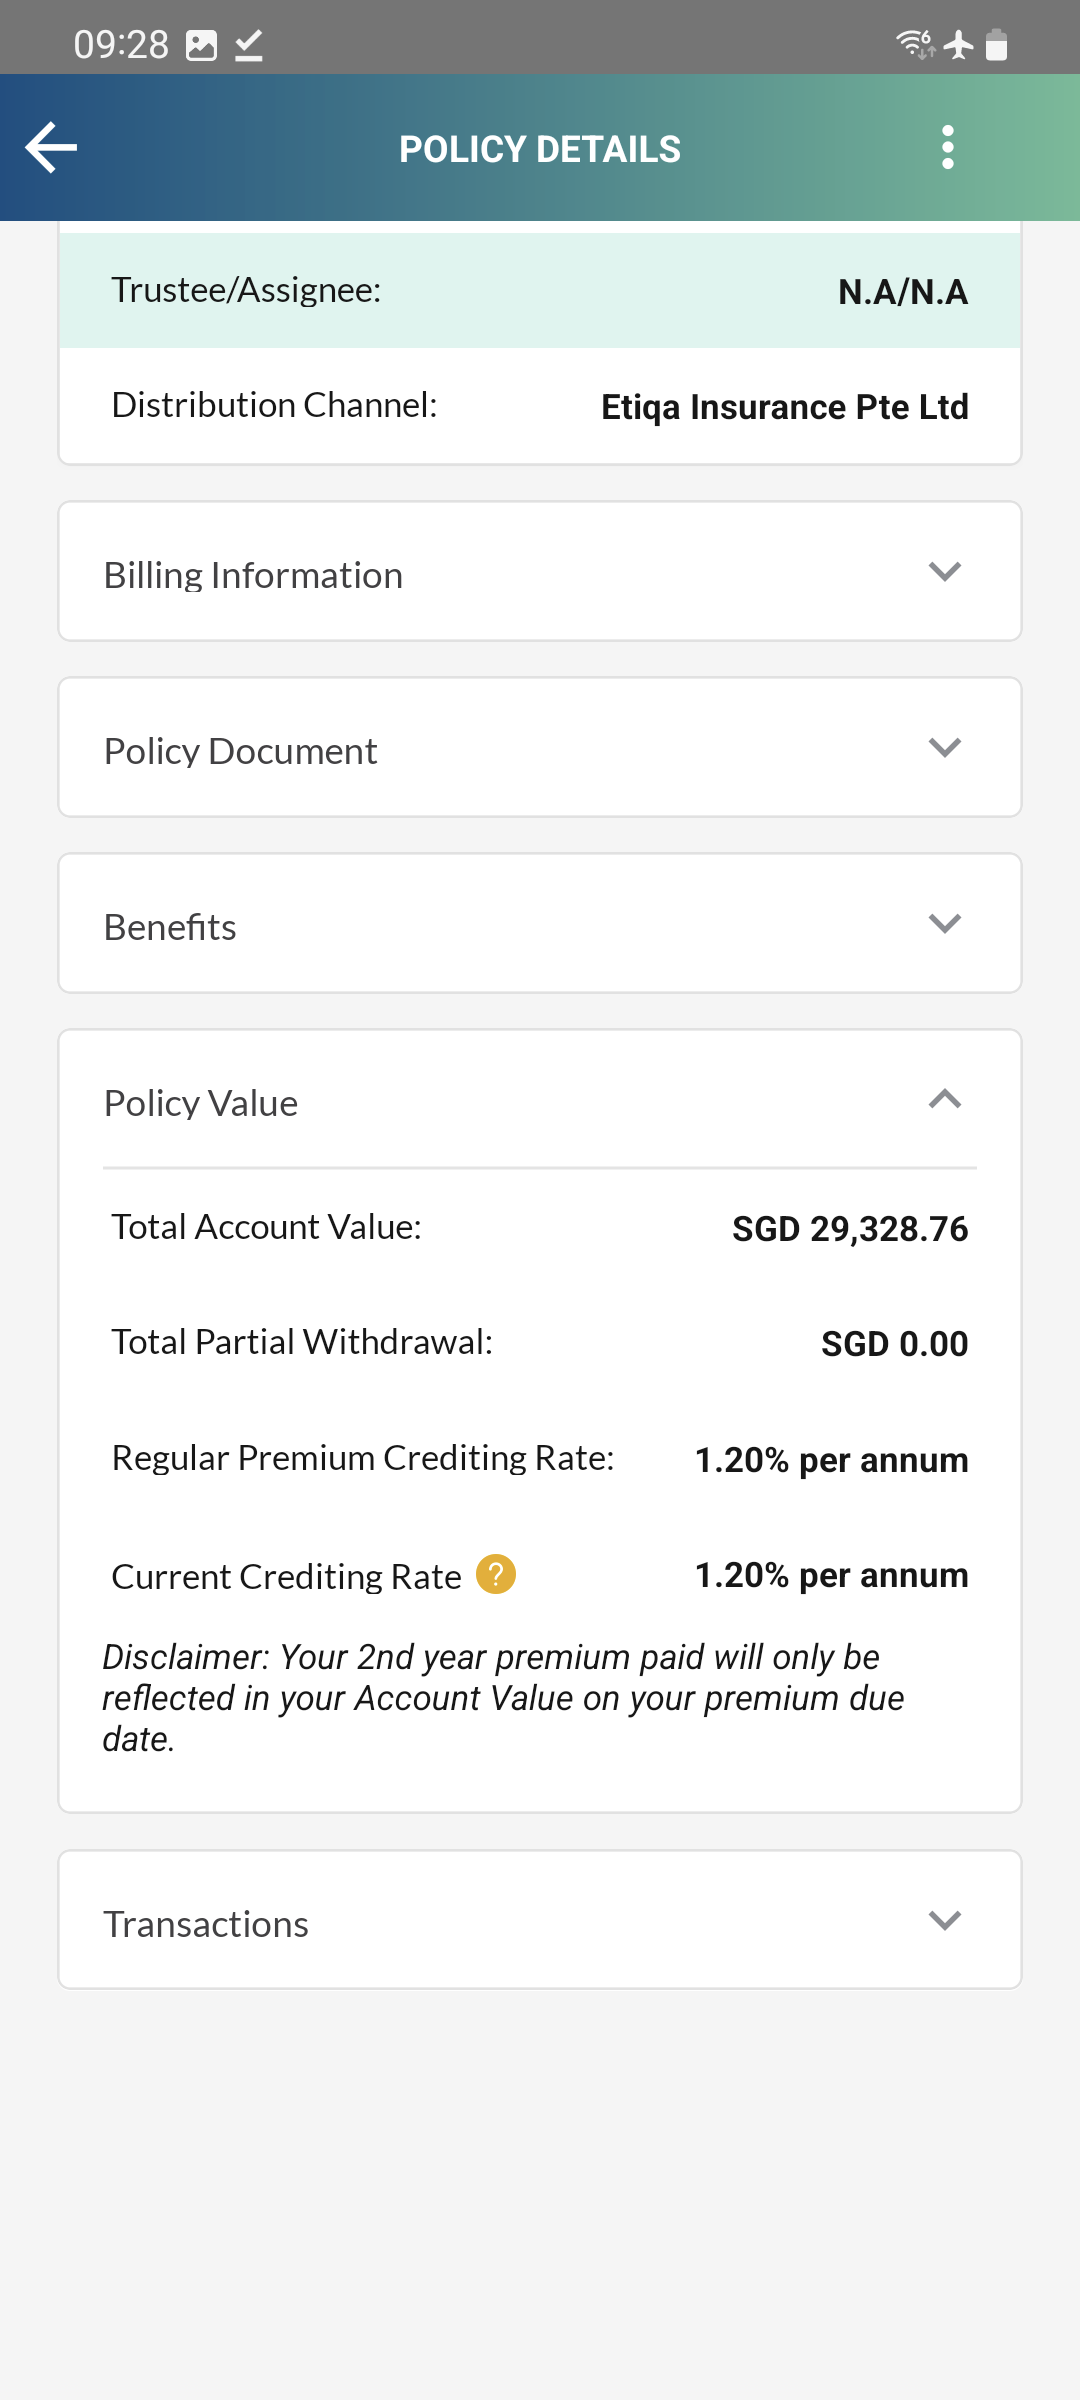 09:28
6
POLICY DETAILS
Trustee/Assignee: N.A/N.A
Distribution Channel: Etiqa Insurance Pte Ltd
Billing Information
Policy Document
Benefits
Policy Value
Total Account Value: SGD 29,328.76
Total Partial Withdrawal: SGD 0.00
Regular Premium Crediting Rate: 1.20% per annum
Current Crediting Rate ? 1.20% per annum
Disclaimer: Your 2nd year premium paid will only be
reflected in your Account Value on your premium due
date.
Transactions